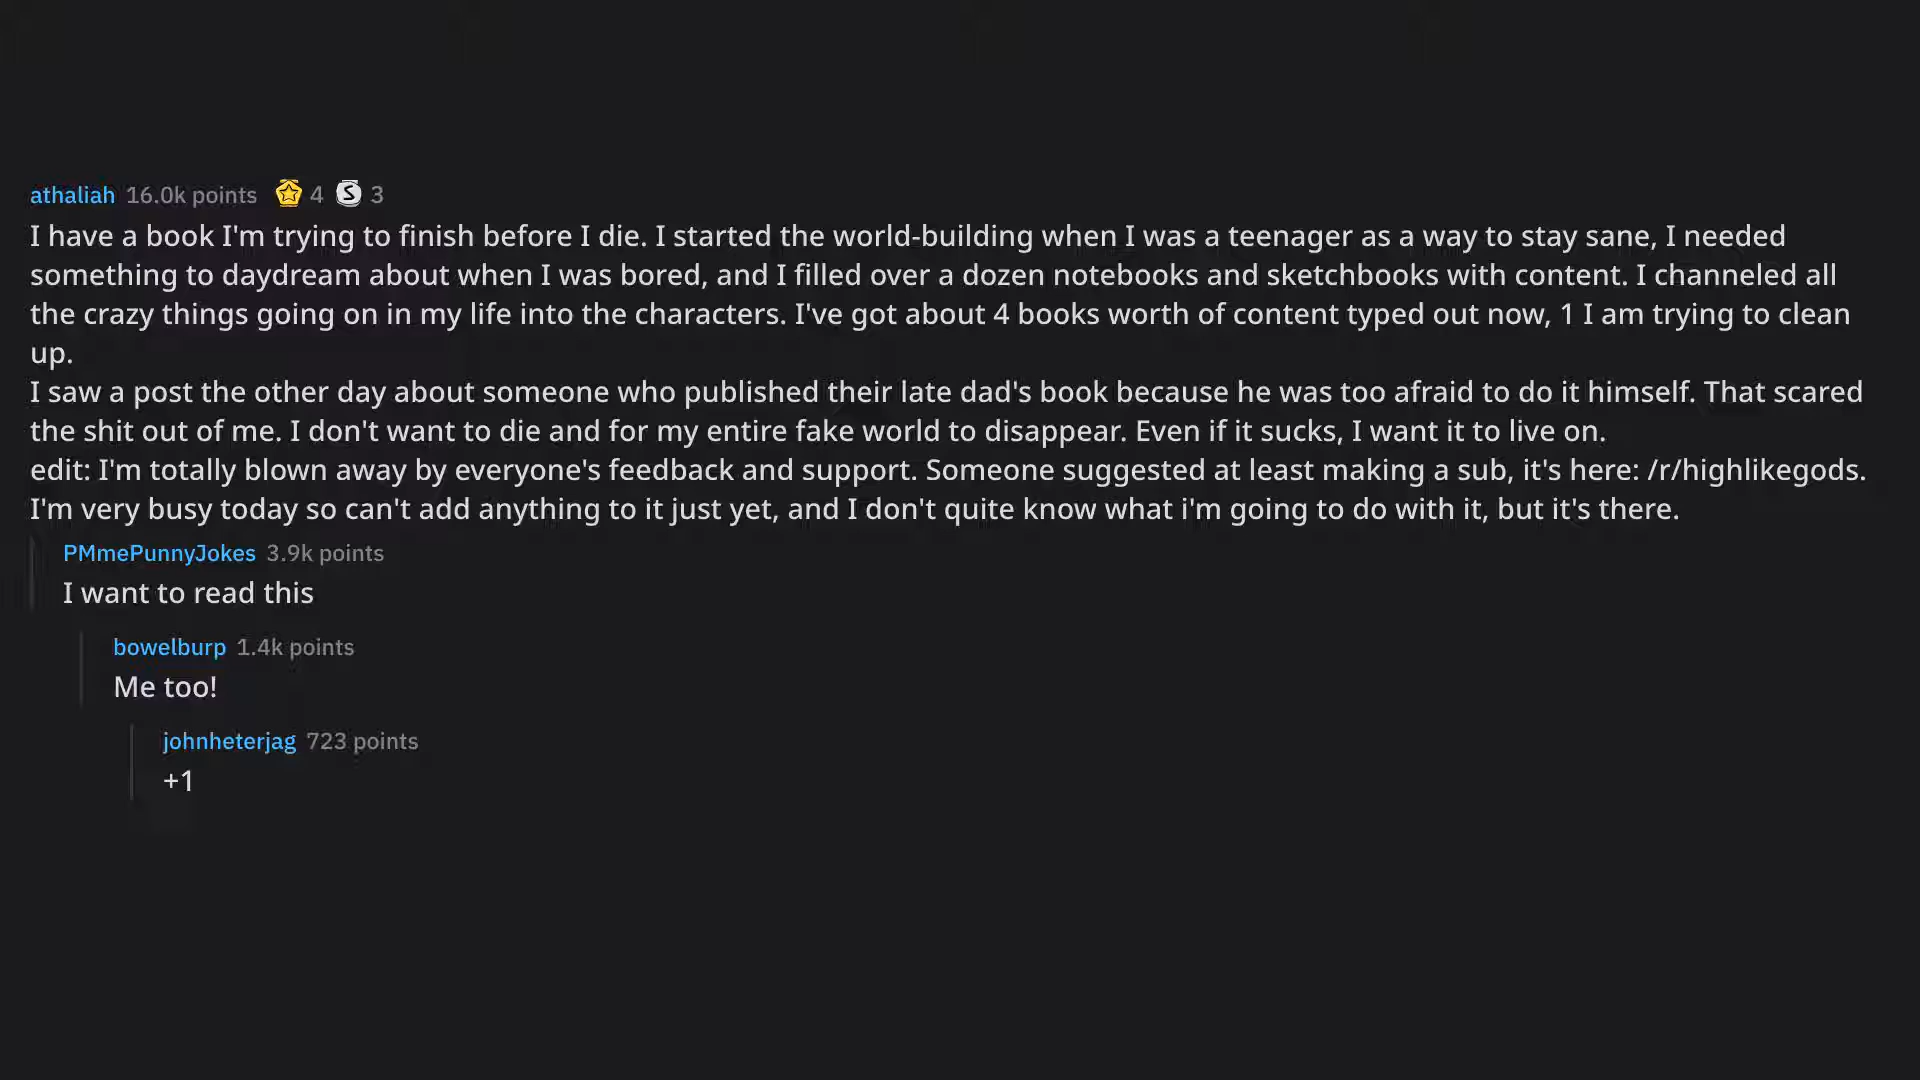 athaliah 16.0k points 4 S 3
I have a book I'm trying to finish before I die. I started the world-building when I was a teenager as a way to stay sane, I needed
something to daydream about when I was bored, and I filled over a dozen notebooks and sketchbooks with content. I channeled all
the crazy things going on in my life into the characters. I've got about 4 books worth of content typed out now, 1 I am trying to clean
up.
I saw a post the other day about someone who published their late dad's book because he was too afraid to do it himself. That scared
the shit out of me. I don't want to die and for my entire fake world to disappear. Even if it sucks, I want it to live on.
edit: I'm totally blown away by everyone's feedback and support. Someone suggested at least making a sub, it's here: /r/highlikegods.
I'm very busy today so can't add anything to it just yet, and I don't quite know what i'm going to do with it, but it's there.
PMmePunnyJokes 3.9k points
I want to read this
bowelburp 1.4k points
Me too!
johnheterjag 723 points
+1